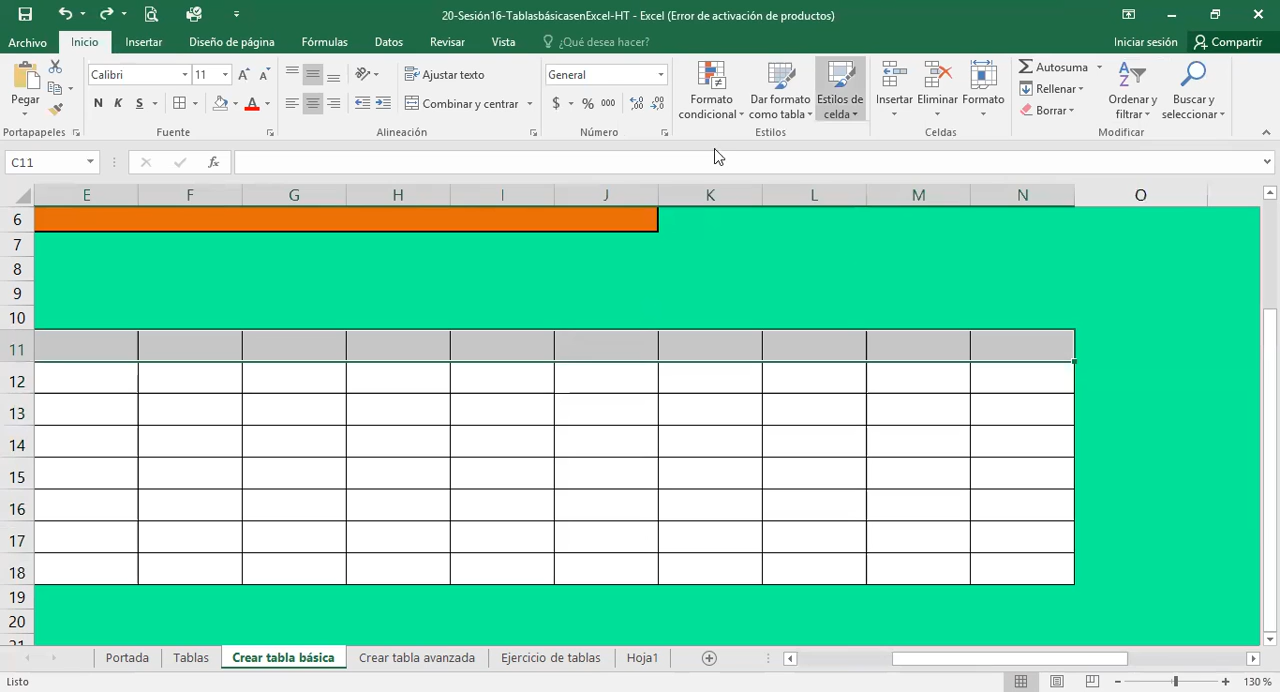 20-Sesión16-TablasbásicasenExcel-HT - Excel (Error de activación de productos)
Archivo Inicio Insertar Diseño de página Fórmulas Datos Revisar Vista ¿Qué desea hacer? Iniciar sesión Compartir
Pegar
Calibri 11
N K S
Ajustar texto
Combinar y centrar
General
$ % 000
Formato condicional
Dar formato como tabla
Estilos de celda
Insertar Eliminar Formato
Autosuma
Rellenar
Borrar
Ordenar y filtrar
Buscar y seleccionar
Portapapeles Fuente Alineación Número Estilos Celdas Modificar
C11 fx
E F G H I J K L M N O
6
7
8
9
10
11
12
13
14
15
16
17
18
19
20
21
Portada Tablas Crear tabla básica Crear tabla avanzada Ejercicio de tablas Hoja1
Listo 130 %